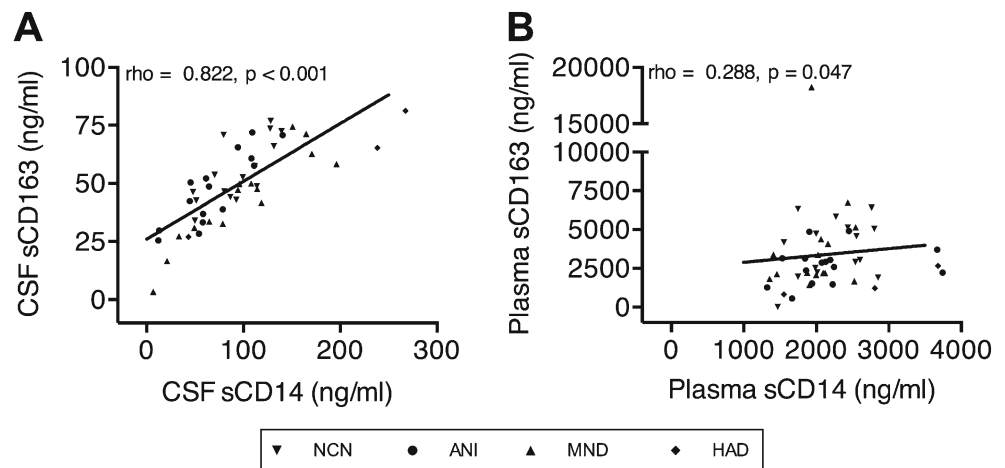 A
rho = 0.822, p < 0.001
CSF sCD163 (ng/ml)
100
75
50
25
0
0 100 200 300
CSF sCD14 (ng/ml)
B
rho = 0.288, p = 0.047
Plasma sCD163 (ng/ml)
20000
15000
10000
7500
5000
2500
0
0 1000 2000 3000 4000
Plasma sCD14 (ng/ml)
NCN ANI MND HAD